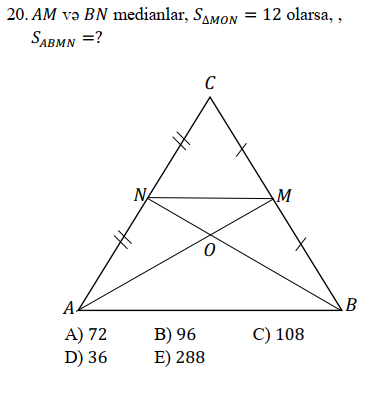 20. AM və BN medianlar, S∆MON = 12 olarsa, ,
SABMN =?
C
N M
O
A B
A) 72 B) 96 C) 108
D) 36 E) 288